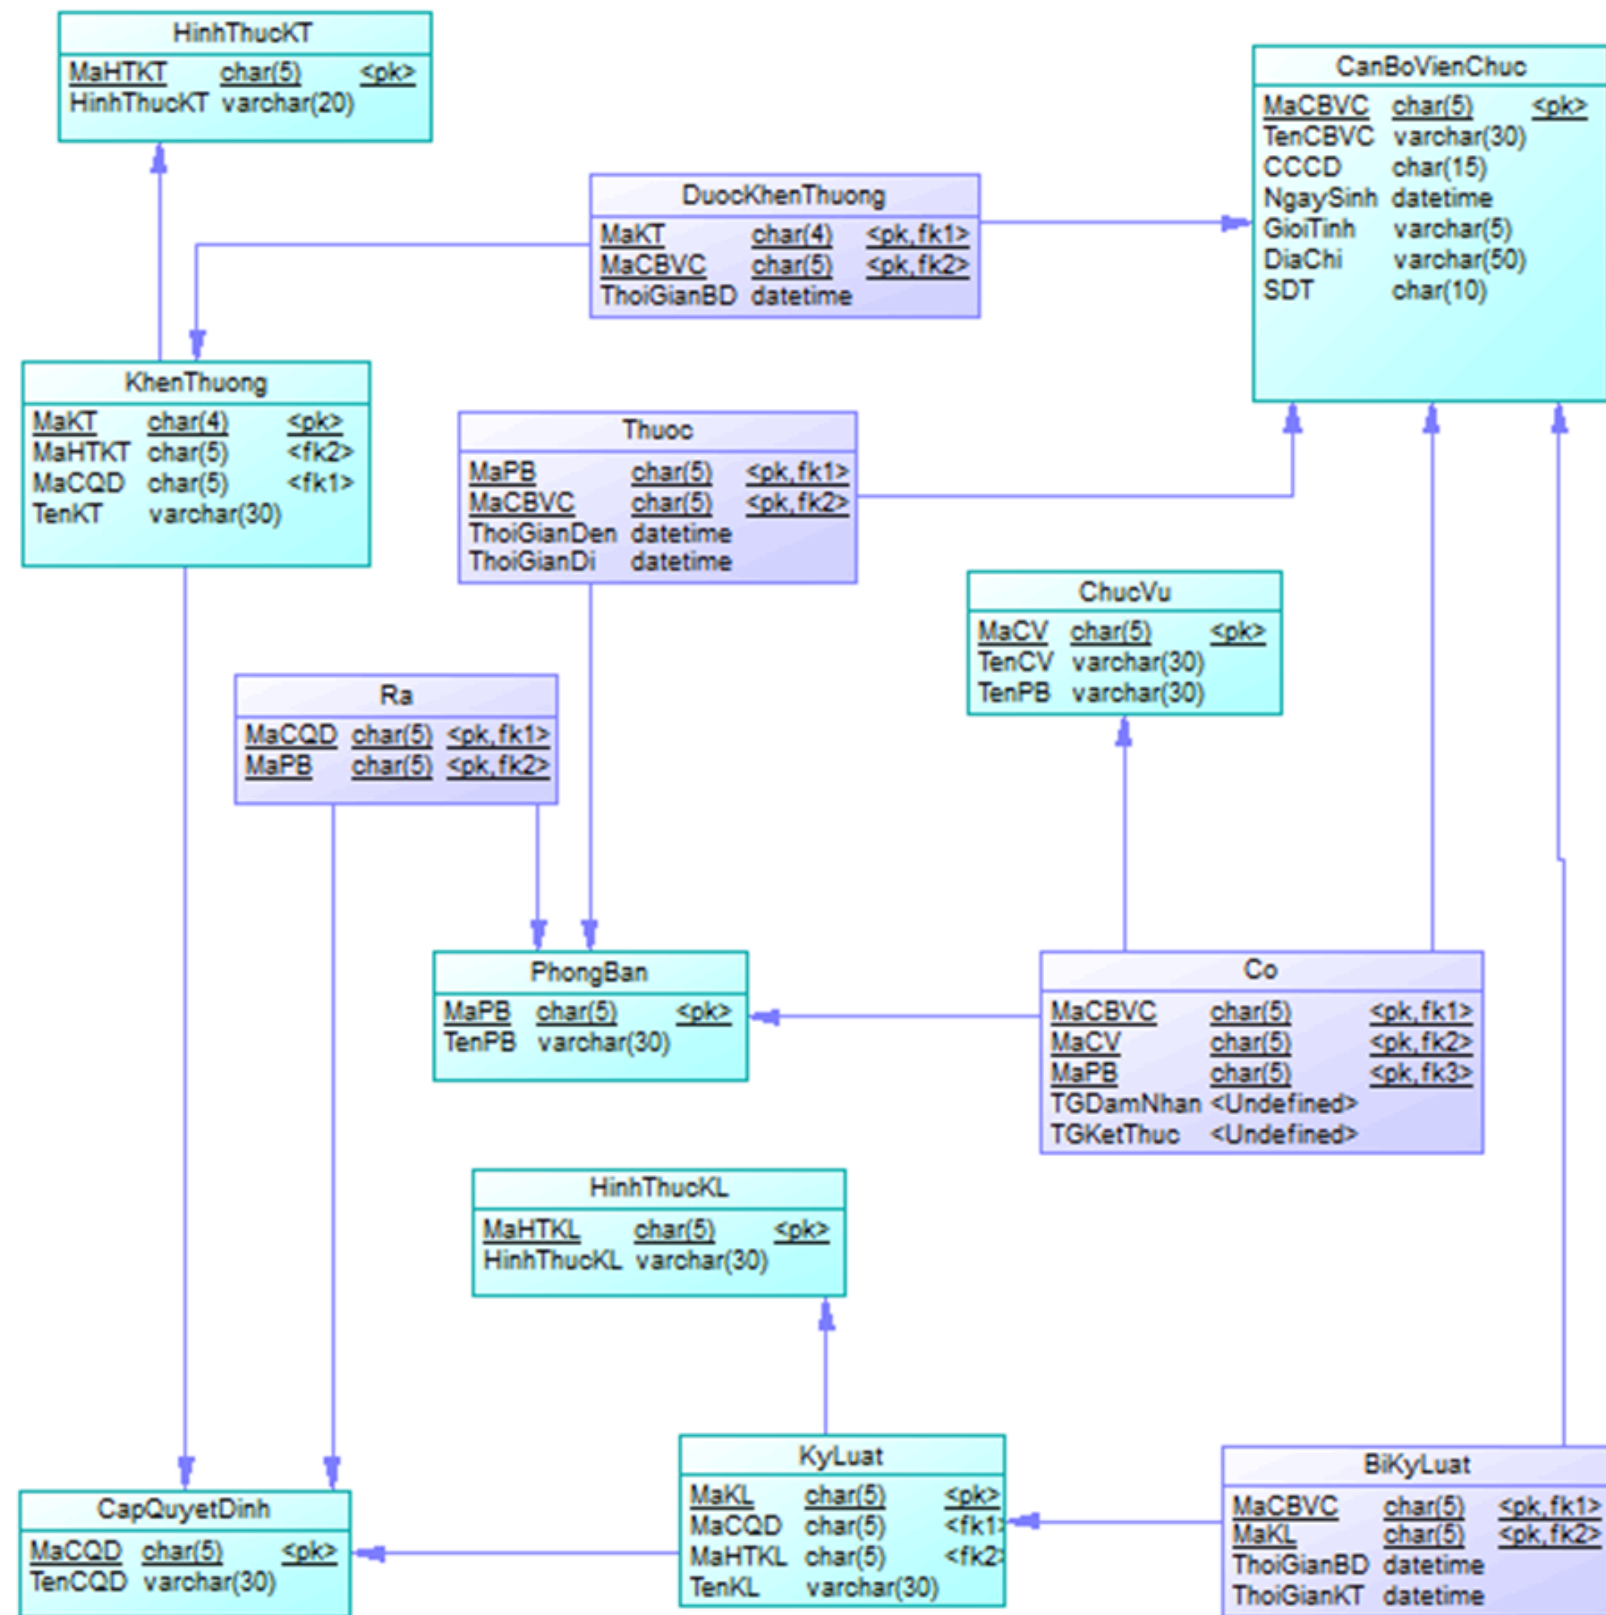 HinhThucKT
MaHTKT char(5) <pk>
HinhThucKT varchar(20)
CanBoVienChuc
MaCBVC char(5) <pk>
TenCBVC varchar(30)
CCCD char(15)
NgaySinh datetime
GioiTinh varchar(5)
DiaChi varchar(50)
SDT char(10)
DuocKhenThuong
MaKT char(4) <pk,fk1>
MaCBVC char(5) <pk,fk2>
ThoiGianBD datetime
KhenThuong
MaKT char(4) <pk>
MaHTKT char(5) <fk2>
MaCQD char(5) <fk1>
TenKT varchar(30)
Thuoc
MaPB char(5) <pk,fk1>
MaCBVC char(5) <pk,fk2>
ThoiGianDen datetime
ThoiGianDi datetime
ChucVu
MaCV char(5) <pk>
TenCV varchar(30)
TenPB varchar(30)
Ra
MaCQD char(5) <pk,fk1>
MaPB char(5) <pk,fk2>
PhongBan
MaPB char(5) <pk>
TenPB varchar(30)
Co
MaCBVC char(5) <pk,fk1>
MaCV char(5) <pk,fk2>
MaPB char(5) <pk,fk3>
TGDamNhan <Undefined>
TGKetThuc <Undefined>
HinhThucKL
MaHTKL char(5) <pk>
HinhThucKL varchar(30)
KyLuat
MaKL char(5) <pk>
MaCQD char(5) <fk1>
MaHTKL char(5) <fk2>
TenKL varchar(30)
BiKyLuat
MaCBVC char(5) <pk,fk1>
MaKL char(5) <pk,fk2>
ThoiGianBD datetime
ThoiGianKT datetime
CapQuyetDinh
MaCQD char(5) <pk>
TenCQD varchar(30)